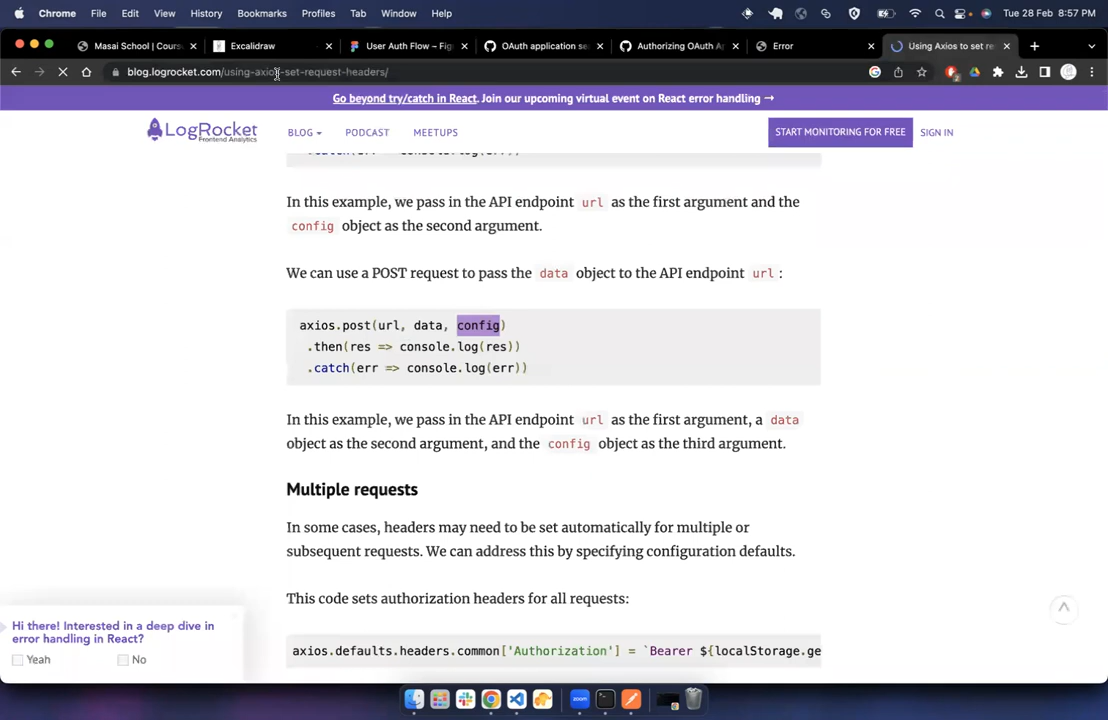 Chrome File Edit View History Bookmarks Profiles Tab Window Help Tue 28 Feb 8:57 PM
Masai School | Cours Excalidraw User Auth Flow – Fig OAuth application se Authorizing OAuth A Error Using Axios to set re
blog.logrocket.com/using-axios-set-request-headers/
Go beyond try/catch in React. Join our upcoming virtual event on React error handling →
LogRocket
Frontend Analytics
BLOG PODCAST MEETUPS START MONITORING FOR FREE SIGN IN
.catch(err => console.log(err))
In this example, we pass in the API endpoint url as the first argument and the
config object as the second argument.
We can use a POST request to pass the data object to the API endpoint url :
axios.post(url, data, config)
.then(res => console.log(res))
.catch(err => console.log(err))
In this example, we pass in the API endpoint url as the first argument, a data
object as the second argument, and the config object as the third argument.
Multiple requests
In some cases, headers may need to be set automatically for multiple or
subsequent requests. We can address this by specifying configuration defaults.
This code sets authorization headers for all requests:
axios.defaults.headers.common['Authorization'] = `Bearer ${localStorage.ge
Hi there! Interested in a deep dive in
error handling in React?
Yeah No
zoom